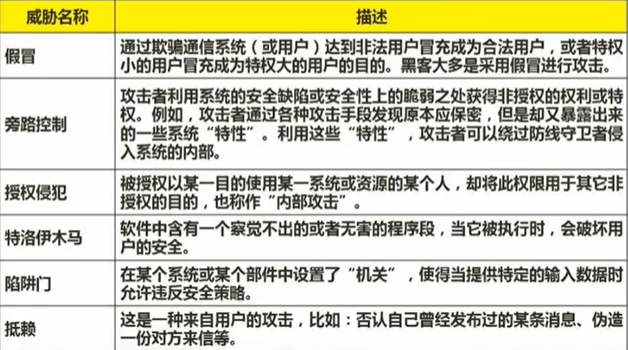 威胁名称
描述
假冒
通过欺骗通信系统（或用户）达到非法用户冒充成为合法用户，或者特权
小的用户冒充成为特权大的用户的目的。黑客大多是采用假冒进行攻击。
旁路控制
攻击者利用系统的安全缺陷或安全性上的脆弱之处获得非授权的权利或特
权。例如，攻击者通过各种攻击手段发现原本应保密，但是却又暴露出来
的一些系统“特性”。利用这些“特性”，攻击者可以绕过防线守卫者侵
入系统的内部。
授权侵犯
被授权以某一目的使用某一系统或资源的某个人，却将此权限用于其它非
授权的目的，也称作“内部攻击”。
特洛伊木马
软件中含有一个察觉不出的或者无害的程序段，当它被执行时，会破坏用
户的安全。
陷阱门
在某个系统或某个部件中设置了“机关”，使得当提供特定的输入数据时
允许违反安全策略。
抵赖
这是一种来自用户的攻击，比如：否认自己曾经发布过的某条消息、伪造
一份对方来信等。